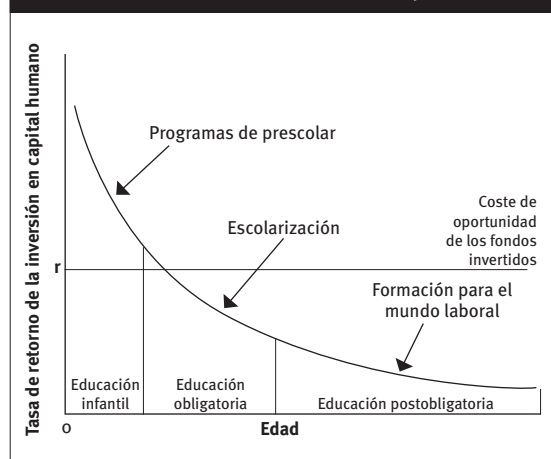 Tasa de retorno de la inversión en capital humano
Programas de prescolar
Escolarización
Coste de
oportunidad
de los fondos
invertidos
r
Formación para el
mundo laboral
Educación
infantil
Educación
obligatoria
Educación postobligatoria
0
Edad